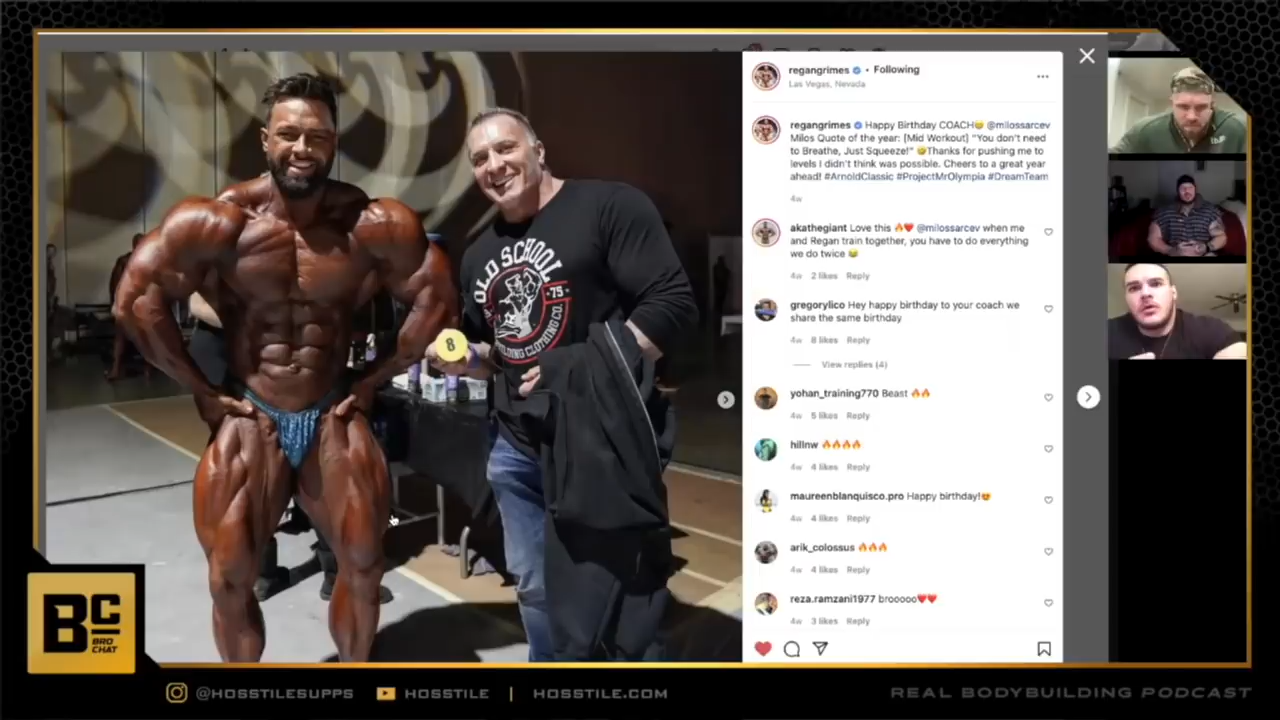 regangrimes • Following
Las Vegas, Nevada
regangrimes Happy Birthday COACH😄 @milossarcev
Milos Quote of the year: [Mid Workout] "You don't need
to Breathe, Just Squeeze!" 😅Thanks for pushing me to
levels I didn't think was possible. Cheers to a great year
ahead! #ArnoldClassic #ProjectMrOlympia #DreamTeam
4w
akathegiant Love this 🔥❤️ @milossarcev when me
and Regan train together, you have to do everything
we do twice 😂
4w 2 likes Reply
gregorylico Hey happy birthday to your coach we
share the same birthday
4w 8 likes Reply
View replies (4)
yohan_training770 Beast 🔥🔥
4w 5 likes Reply
hillnw 🔥🔥🔥🔥
4w 4 likes Reply
maureenblanquisco.pro Happy birthday!😍
4w 4 likes Reply
arik_colossus 🔥🔥🔥
4w 4 likes Reply
reza.ramzani1977 brooooo❤️❤️
4w 3 likes Reply
OLD SCHOOL
-75-
BUILDING CLOTHING CO.
8
BC
BRO
CHAT
@HOSSTILESUPPS
HOSSTILE | HOSSTILE.COM
REAL BODYBUILDING PODCAST